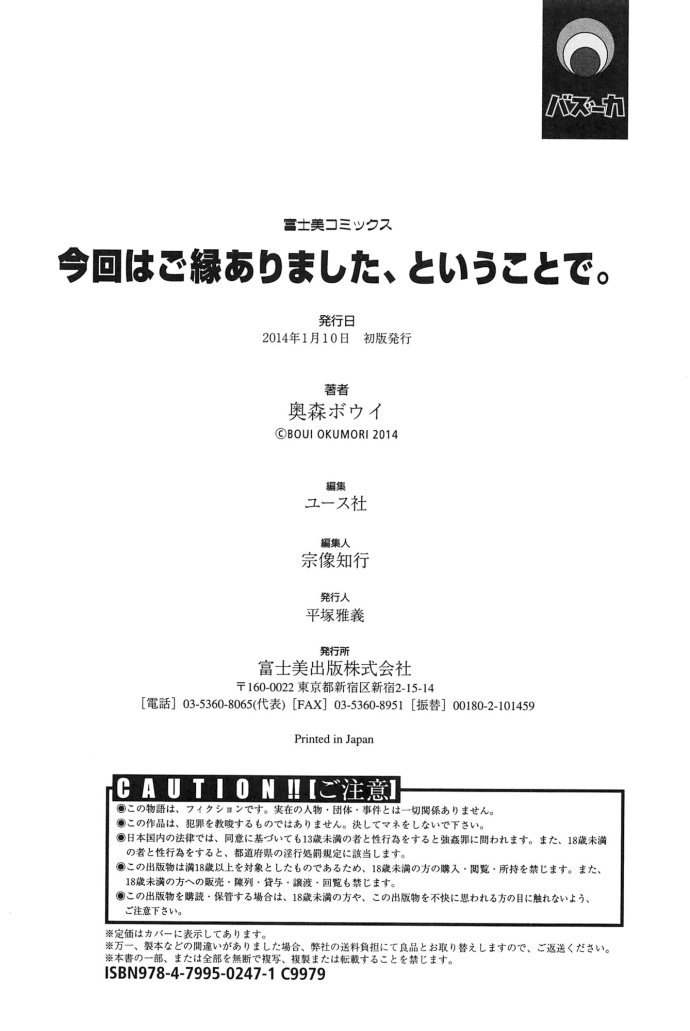 バズーカ
富士美コミックス
今回はご縁ありました、ということで。
発行日
2014年1月10日　初版発行
著者
奥森ボウイ
©BOUI OKUMORI 2014
編集
ユース社
編集人
宗像知行
発行人
平塚雅義
発行所
富士美出版株式会社
〒160-0022 東京都新宿区新宿2-15-14
［電話］03-5360-8065(代表)［FAX］03-5360-8951［振替］00180-2-101459
Printed in Japan
CAUTION!!【ご注意】
◉この物語は、フィクションです。実在の人物・団体・事件とは一切関係ありません。
◉この作品は、犯罪を教唆するものではありません。決してマネをしないで下さい。
◉日本国内の法律では、同意に基づいても13歳未満の者と性行為をすると強姦罪に問われます。また、18歳未満
の者と性行為をすると、都道府県の淫行処罰規定に該当します。
◉この出版物は満18歳以上を対象としたものであるため、18歳未満の方の購入・閲覧・所持を禁じます。また、
18歳未満の方への販売・陳列・貸与・譲渡・回覧も禁じます。
◉この出版物を購読・保管する場合は、18歳未満の方や、この出版物を不快に思われる方の目に触れないよう、
ご注意下さい。
※定価はカバーに表示してあります。
※万一、製本などの間違いがありました場合、弊社の送料負担にて良品とお取り替えしますので、ご返送ください。
※本書の一部、または全部を無断で複写、複製または転載することを禁じます。
ISBN978-4-7995-0247-1 C9979